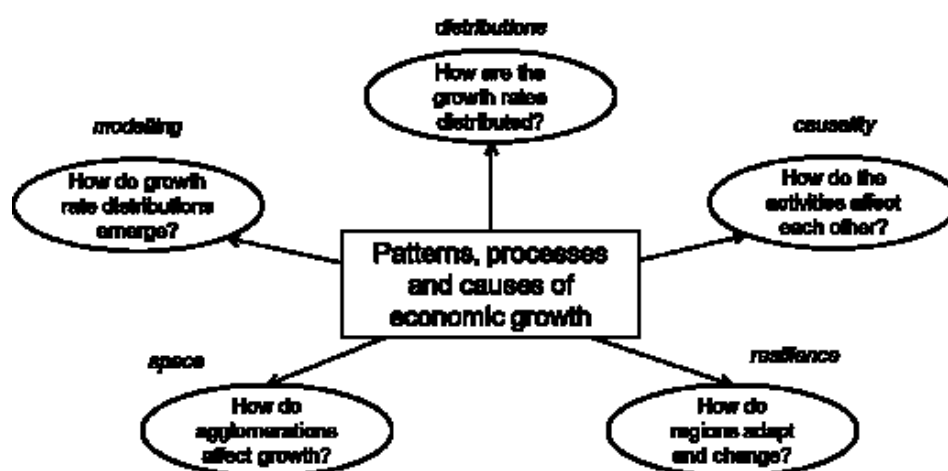 distributions
How are the
growth rates
distributed?
modelling
How do growth
rate distributions
emerge?
causality
How do the
activities affect
each other?
Patterns, processes
and causes of
economic growth
space
How do
agglomerations
affect growth?
resilience
How do
regions adapt
and change?